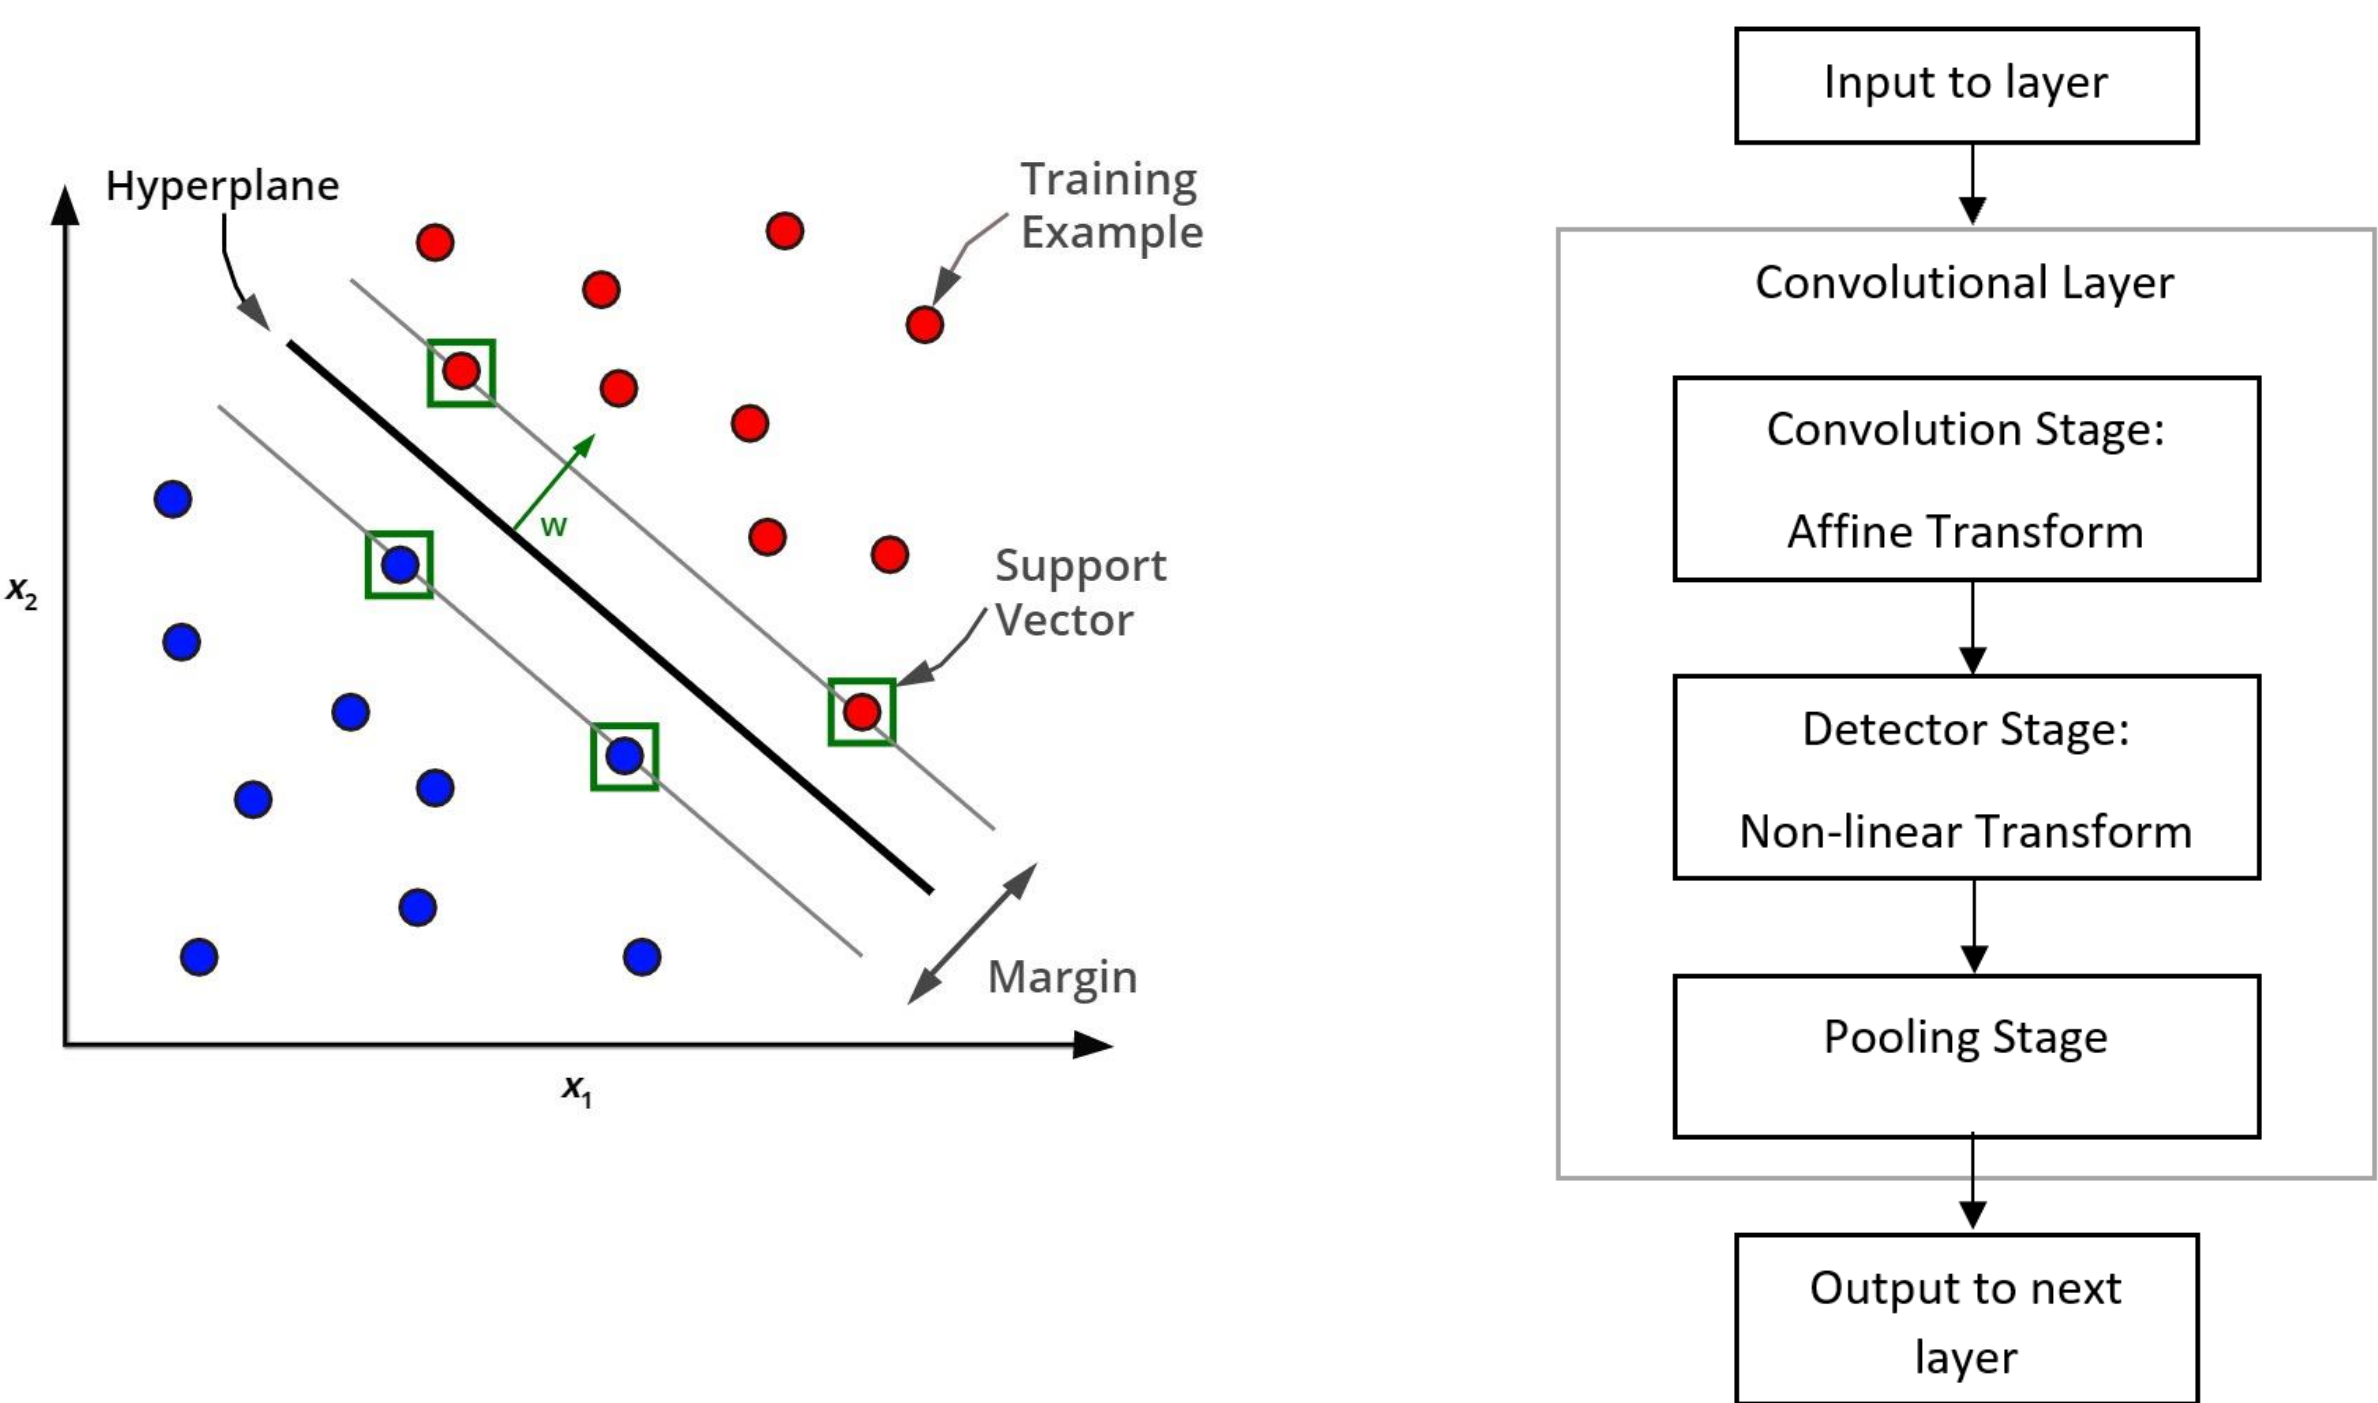 Hyperplane
Training
Example
w
Support
Vector
x2
Margin
x1
Input to layer
Convolutional Layer
Convolution Stage:
Affine Transform
Detector Stage:
Non-linear Transform
Pooling Stage
Output to next
layer